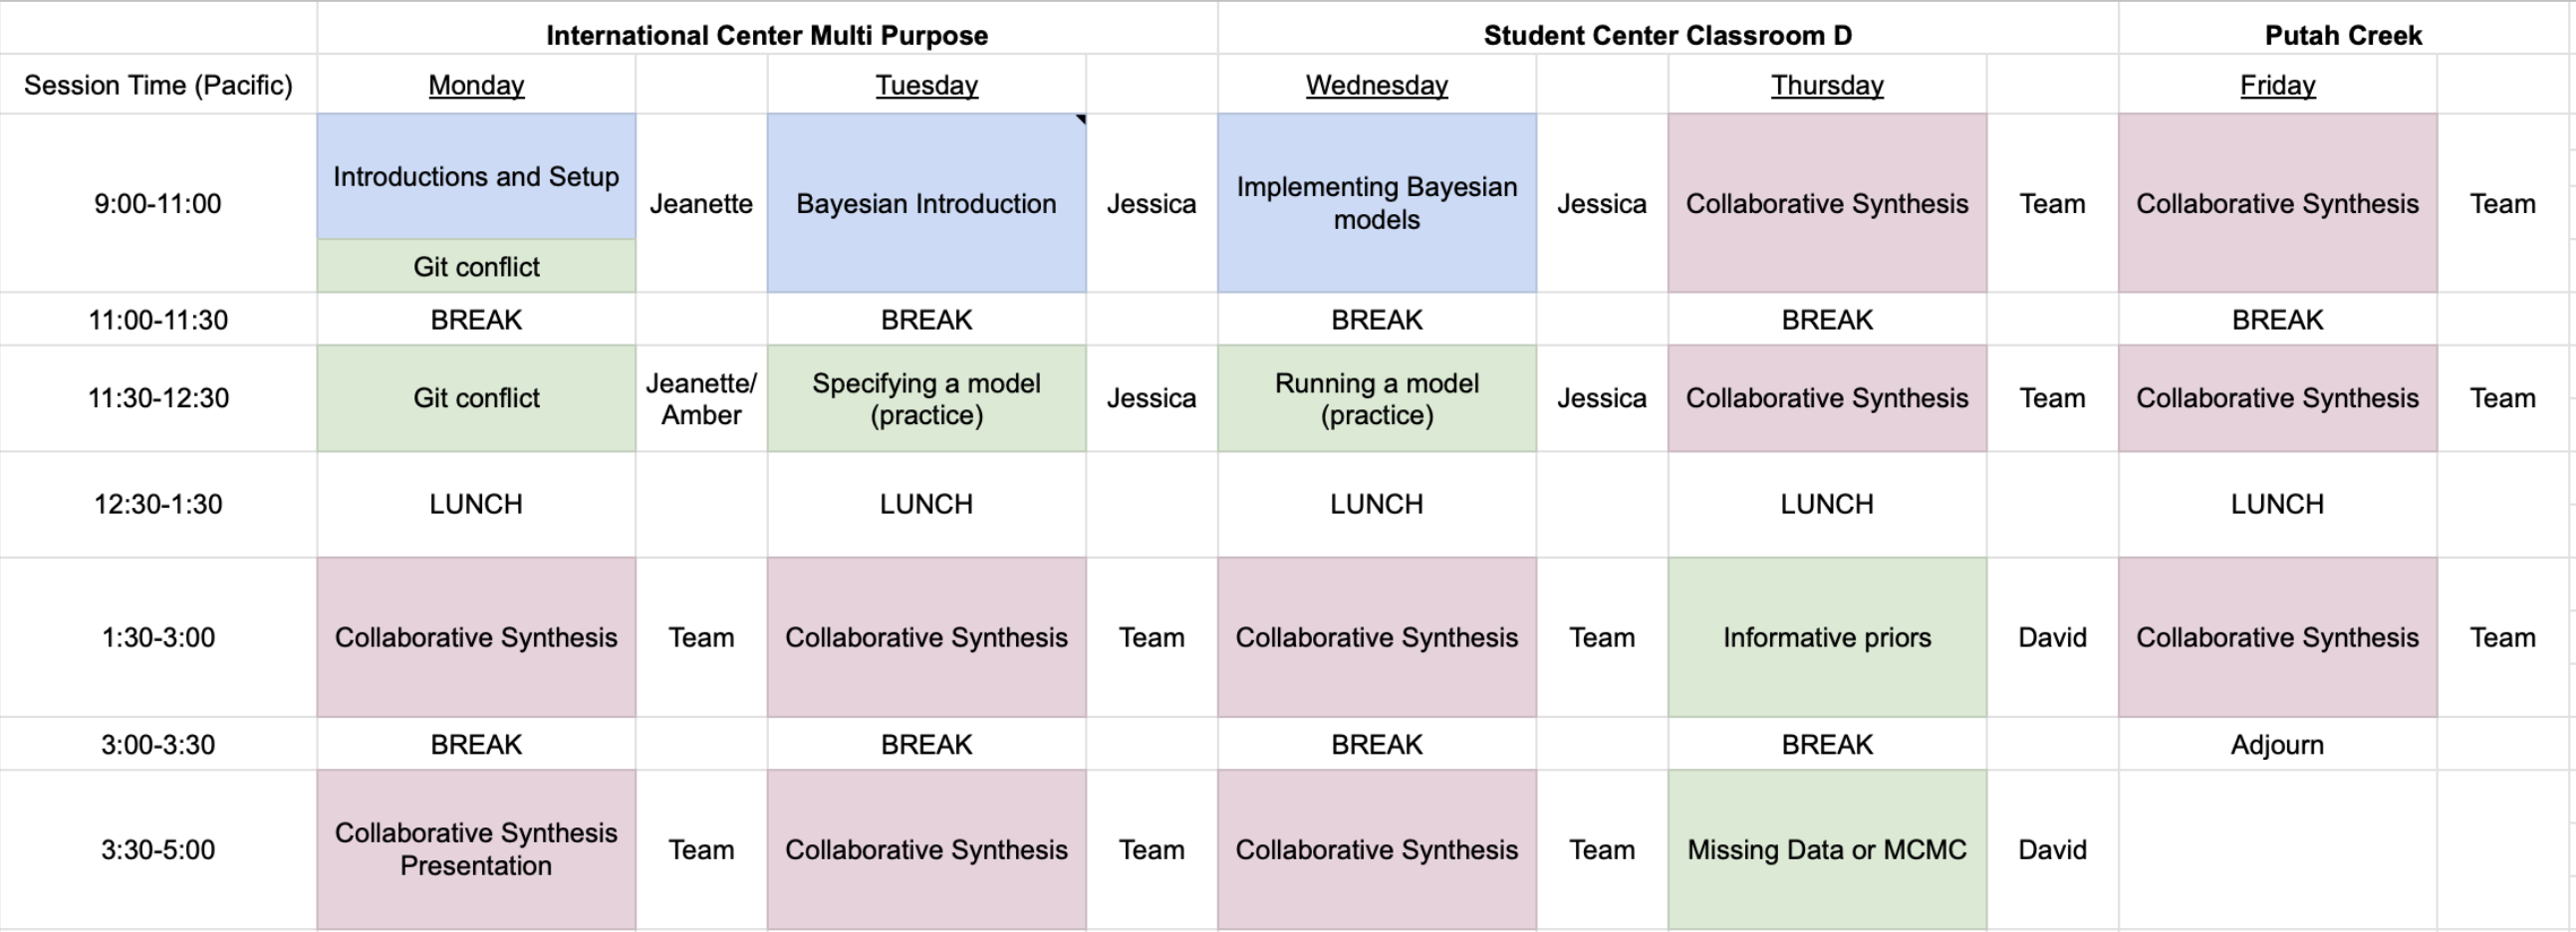 International Center Multi Purpose
Student Center Classroom D
Putah Creek
Session Time (Pacific)
Monday
Tuesday
Wednesday
Thursday
Friday
9:00-11:00
Introductions and Setup
Git conflict
Jeanette
Bayesian Introduction
Jessica
Implementing Bayesian
models
Jessica
Collaborative Synthesis
Team
Collaborative Synthesis
Team
11:00-11:30
BREAK
BREAK
BREAK
BREAK
BREAK
11:30-12:30
Git conflict
Jeanette/
Amber
Specifying a model
(practice)
Jessica
Running a model
(practice)
Jessica
Collaborative Synthesis
Team
Collaborative Synthesis
Team
12:30-1:30
LUNCH
LUNCH
LUNCH
LUNCH
LUNCH
1:30-3:00
Collaborative Synthesis
Team
Collaborative Synthesis
Team
Collaborative Synthesis
Team
Informative priors
David
Collaborative Synthesis
Team
3:00-3:30
BREAK
BREAK
BREAK
BREAK
Adjourn
3:30-5:00
Collaborative Synthesis
Presentation
Team
Collaborative Synthesis
Team
Collaborative Synthesis
Team
Missing Data or MCMC
David